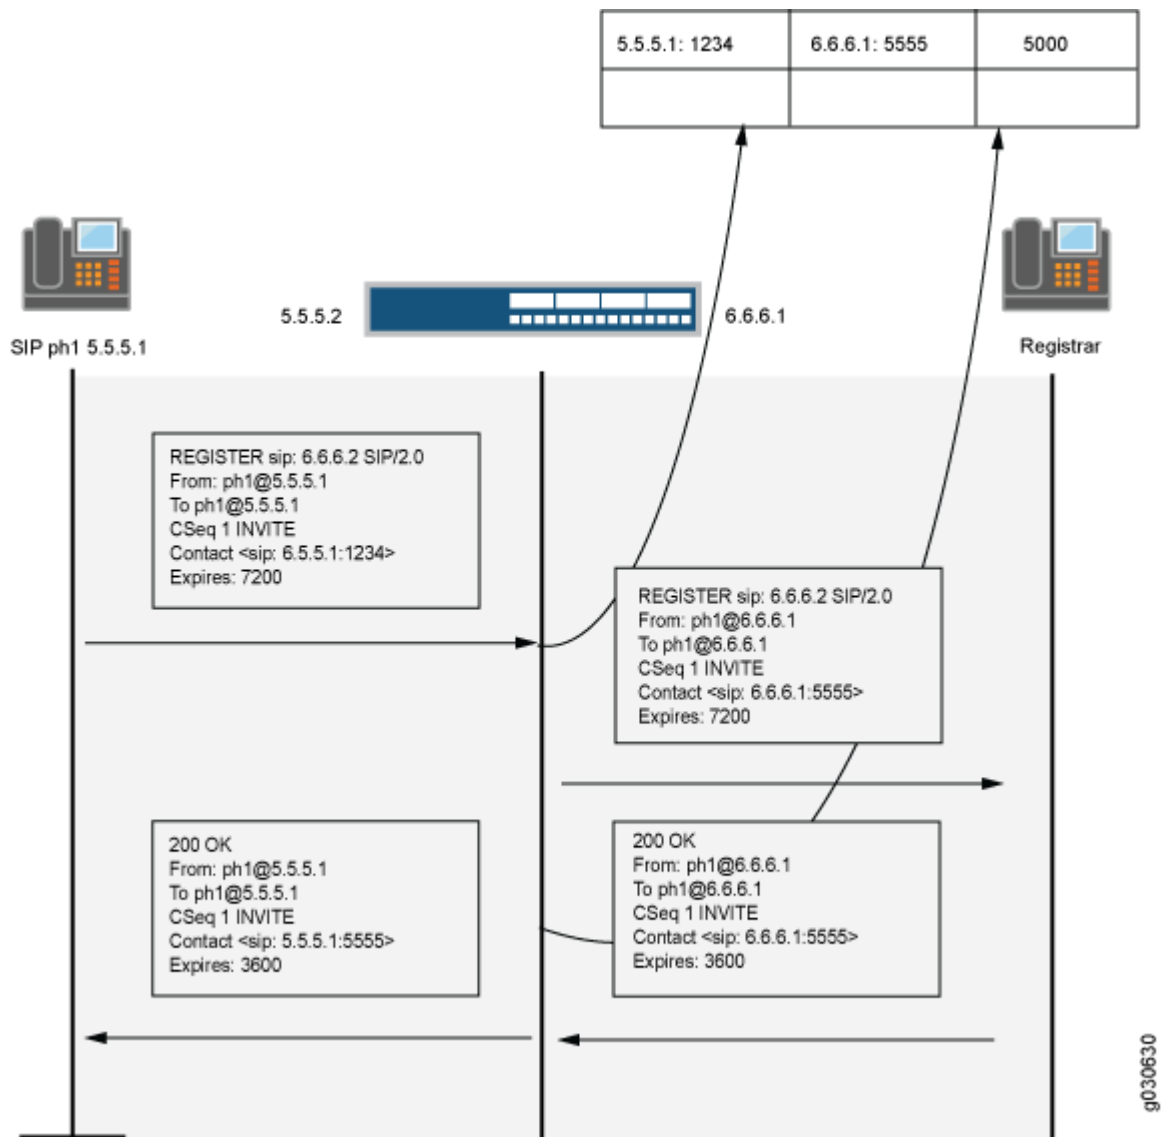 5.5.5.1: 1234 6.6.6.1: 5555 5000
5.5.5.2
6.6.6.1
SIP ph1 5.5.5.1
Registrar
REGISTER sip: 6.6.6.2 SIP/2.0
From: ph1@5.5.5.1
To ph1@5.5.5.1
CSeq 1 INVITE
Contact <sip: 6.5.5.1:1234>
Expires: 7200
REGISTER sip: 6.6.6.2 SIP/2.0
From: ph1@6.6.6.1
To ph1@6.6.6.1
CSeq 1 INVITE
Contact <sip: 6.6.6.1:5555>
Expires: 7200
200 OK
From: ph1@5.5.5.1
To ph1@5.5.5.1
CSeq 1 INVITE
Contact <sip: 5.5.5.1:5555>
Expires: 3600
200 OK
From: ph1@6.6.6.1
To ph1@6.6.6.1
CSeq 1 INVITE
Contact <sip: 6.6.6.1:5555>
Expires: 3600
g030630